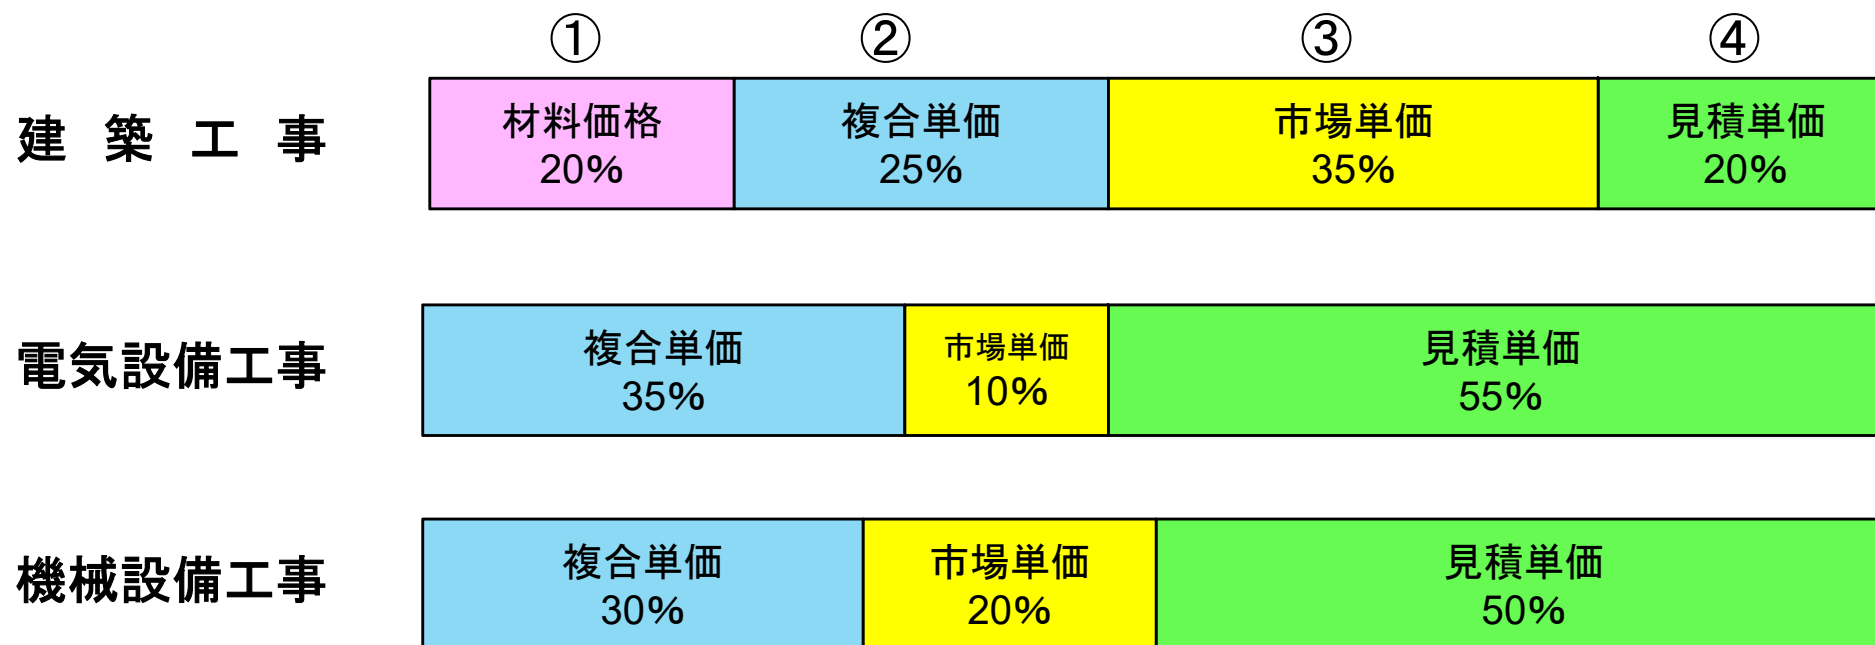 ① ② ③ ④
建築工事
材料価格
20%
複合単価
25%
市場単価
35%
見積単価
20%
電気設備工事
複合単価
35%
市場単価
10%
見積単価
55%
機械設備工事
複合単価
30%
市場単価
20%
見積単価
50%